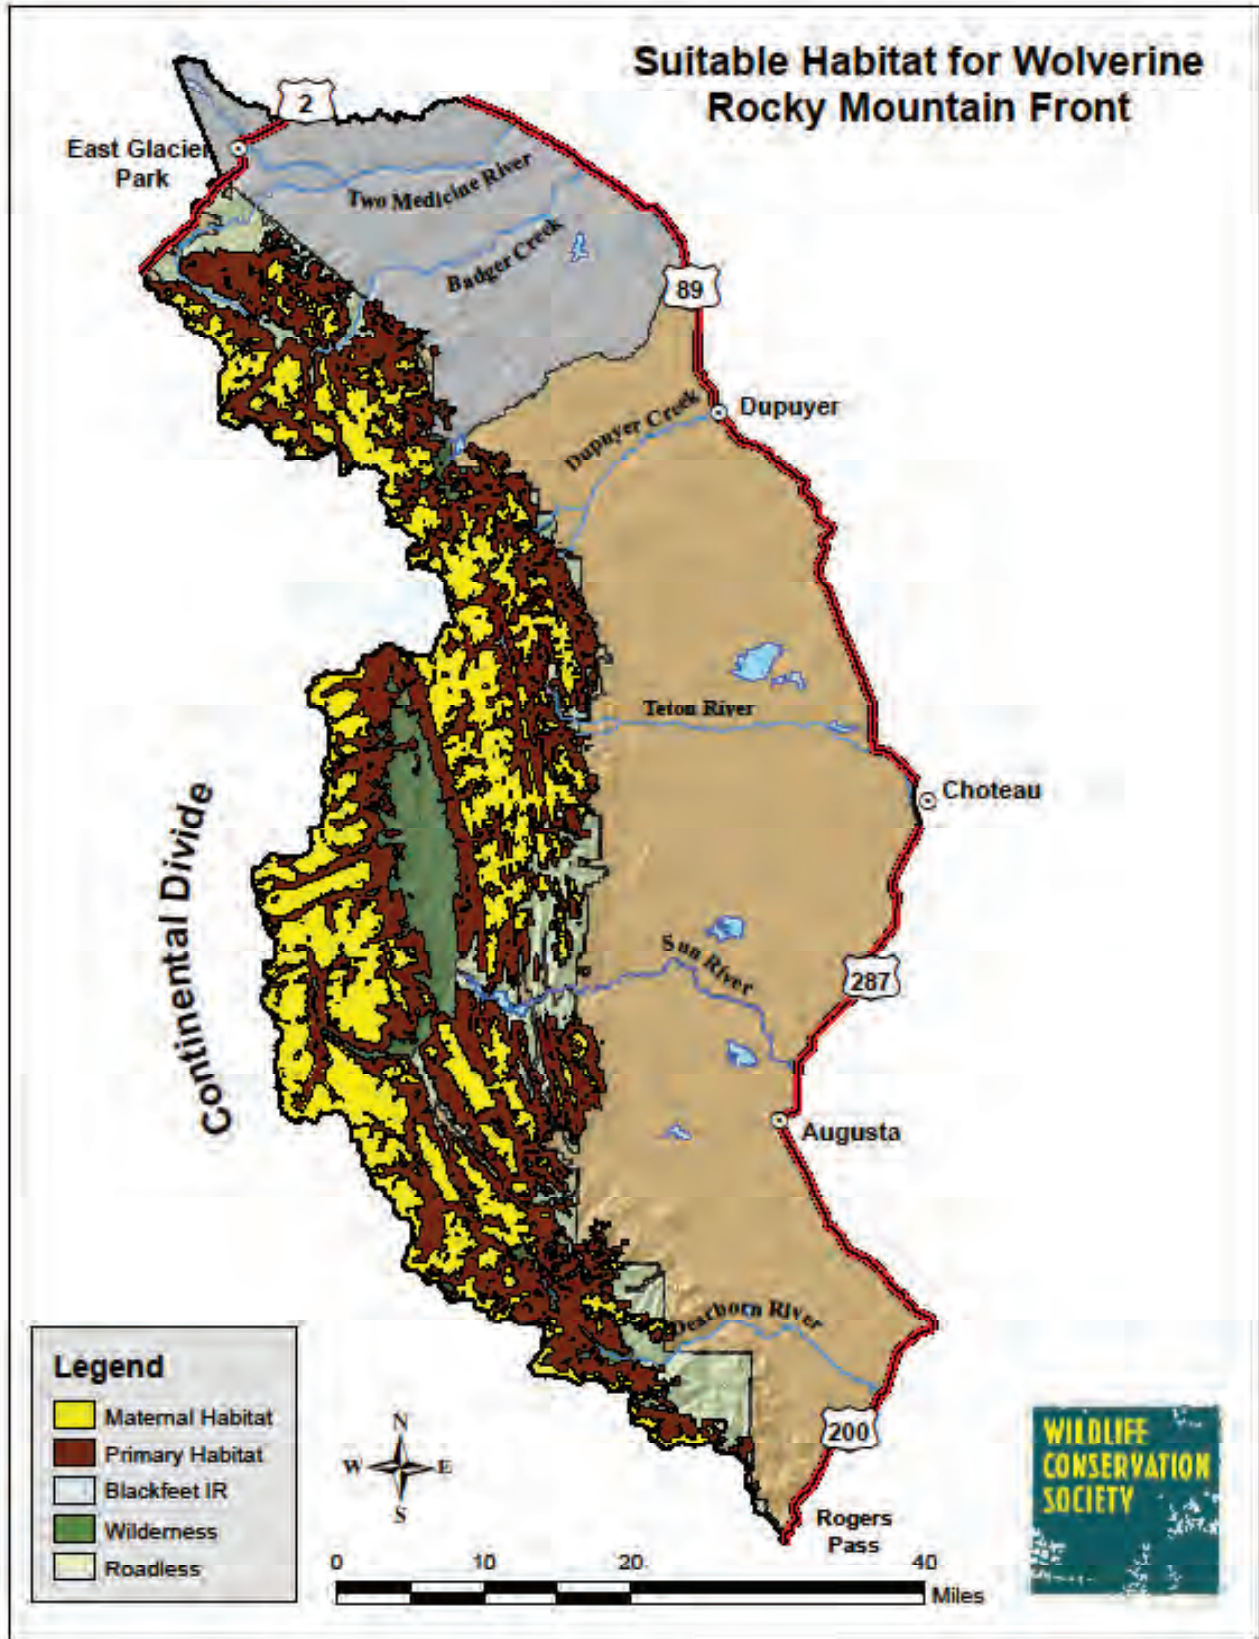 Suitable Habitat for Wolverine
Rocky Mountain Front
2
East Glacier
Park
Two Medicine River
Badger Creek
89
Dupuyer Creek
Dupuyer
Teton River
Choteau
Continental Divide
Sun River
287
Augusta
Dearborn River
200
Rogers
Pass
Legend
Maternal Habitat
Primary Habitat
Blackfeet IR
Wilderness
Roadless
N
W E
S
0 10 20 40
Miles
WILDLIFE
CONSERVATION
SOCIETY